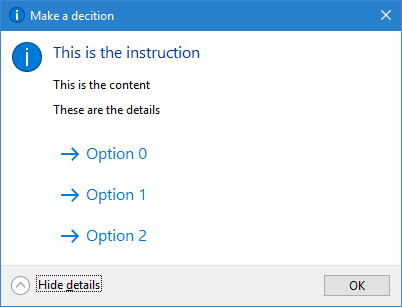 Make a decition
This is the instruction
This is the content
These are the details
Option 0
Option 1
Option 2
Hide details
OK